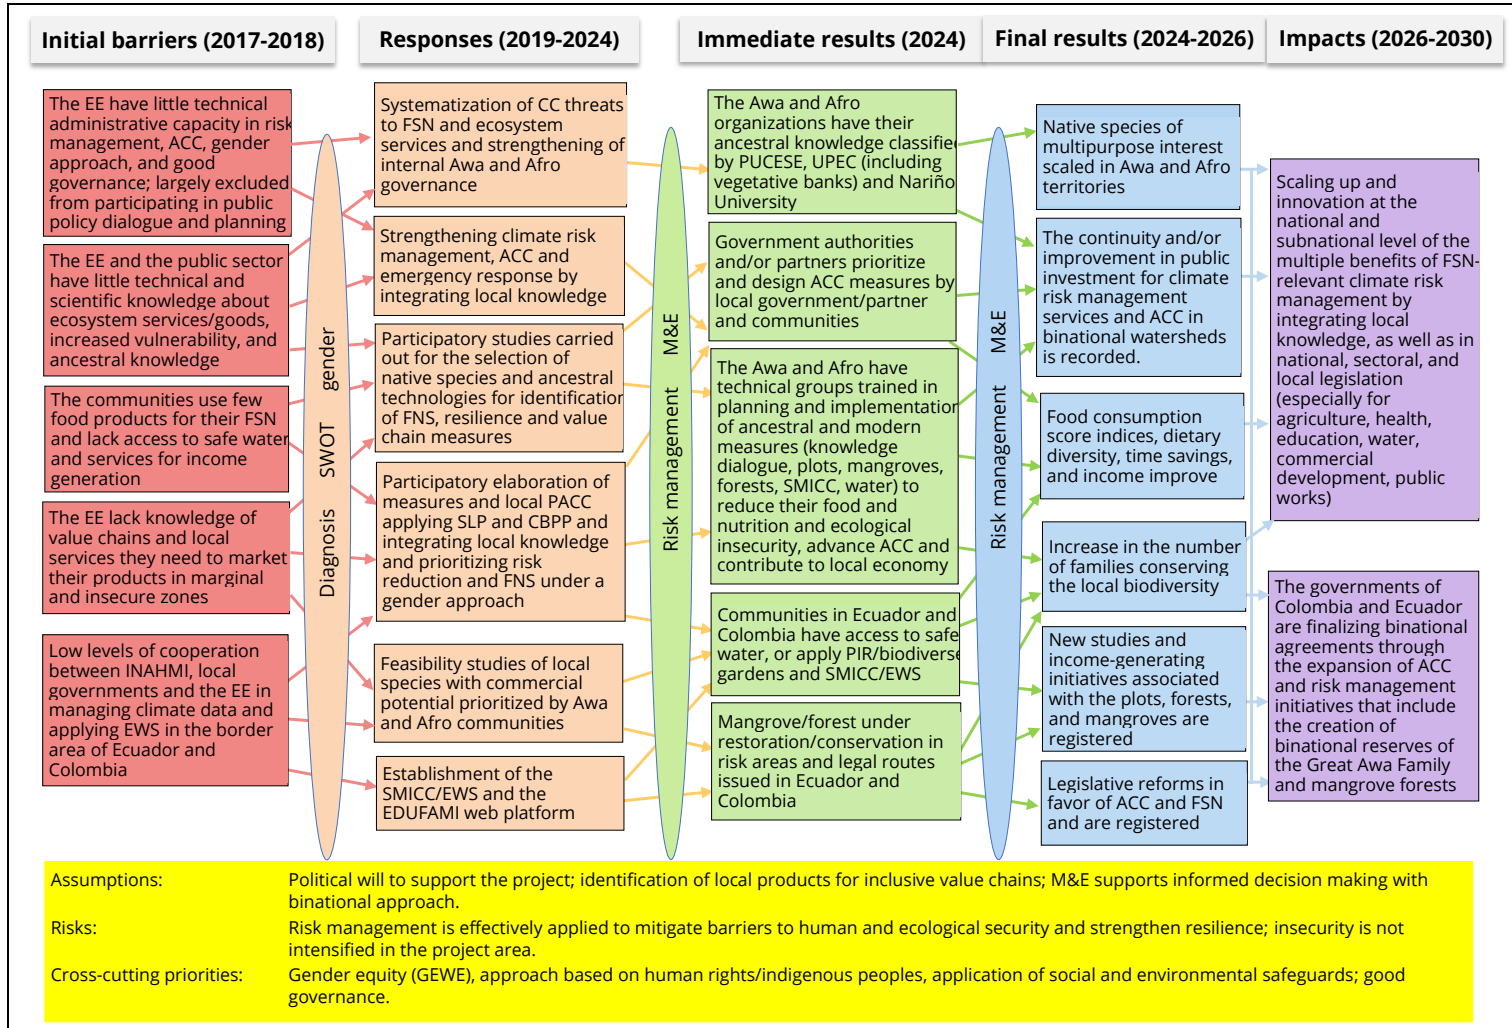 Initial barriers (2017-2018)
Responses (2019-2024)
Immediate results (2024)
Final results (2024-2026)
Impacts (2026-2030)
The EE have little technical
administrative capacity in risk
management, ACC, gender
approach, and good
governance; largely excluded
from participating in public
policy dialogue and planning
The EE and the public sector
have little technical and
scientific knowledge about
ecosystem services/goods,
increased vulnerability, and
ancestral knowledge
The communities use few
food products for their FSN
and lack access to safe water
and services for income
generation
The EE lack knowledge of
value chains and local
services they need to market
their products in marginal
and insecure zones
Low levels of cooperation
between INAHMI, local
governments and the EE in
managing climate data and
applying EWS in the border
area of Ecuador and
Colombia
Diagnosis SWOT gender
Systematization of CC threats
to FSN and ecosystem
services and strengthening of
internal Awa and Afro
governance
Strengthening climate risk
management, ACC and
emergency response by
integrating local knowledge
Participatory studies carried
out for the selection of
native species and ancestral
technologies for identification
of FNS, resilience and value
chain measures
Participatory elaboration of
measures and local PACC
applying SLP and CBPP and
integrating local knowledge
and prioritizing risk
reduction and FNS under a
gender approach
Feasibility studies of local
species with commercial
potential prioritized by Awa
and Afro communities
Establishment of the
SMICC/EWS and the
EDUFAMI web platform
Risk management M&E
The Awa and Afro
organizations have their
ancestral knowledge classified
by PUCESE, UPEC (including
vegetative banks) and Nariño
University
Government authorities
and/or partners prioritize
and design ACC measures by
local government/partner
and communities
The Awa and Afro have
technical groups trained in
planning and implementation
of ancestral and modern
measures (knowledge
dialogue, plots, mangroves,
forests, SMICC, water) to
reduce their food and
nutrition and ecological
insecurity, advance ACC and
contribute to local economy
Communities in Ecuador and
Colombia have access to safe
water, or apply PIR/biodiverse
gardens and SMICC/EWS
Mangrove/forest under
restoration/conservation in
risk areas and legal routes
issued in Ecuador and
Colombia
Risk management M&E
Native species of
multipurpose interest
scaled in Awa and Afro
territories
The continuity and/or
improvement in public
investment for climate
risk management
services and ACC in
binational watersheds
is recorded.
Food consumption
score indices, dietary
diversity, time savings,
and income improve
Increase in the number
of families conserving
the local biodiversity
New studies and
income-generating
initiatives associated
with the plots, forests,
and mangroves are
registered
Legislative reforms in
favor of ACC and FSN
and are registered
Scaling up and
innovation at the
national and
subnational level of the
multiple benefits of FSN-
relevant climate risk
management by
integrating local
knowledge, as well as in
national, sectoral, and
local legislation
(especially for
agriculture, health,
education, water,
commercial
development, public
works)
The governments of
Colombia and Ecuador
are finalizing binational
agreements through
the expansion of ACC
and risk management
initiatives that include
the creation of
binational reserves of
the Great Awa Family
and mangrove forests
Assumptions: Political will to support the project; identification of local products for inclusive value chains; M&E supports informed decision making with
binational approach.
Risks: Risk management is effectively applied to mitigate barriers to human and ecological security and strengthen resilience; insecurity is not
intensified in the project area.
Cross-cutting priorities: Gender equity (GEWE), approach based on human rights/indigenous peoples, application of social and environmental safeguards; good
governance.